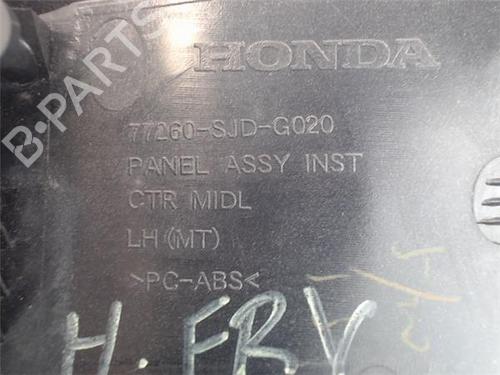 B-PARTS
HONDA
77260-SJD-G020
PANEL ASSY INST
CTR MIDL
LH (MT)
>PC-ABS<
H. FRV